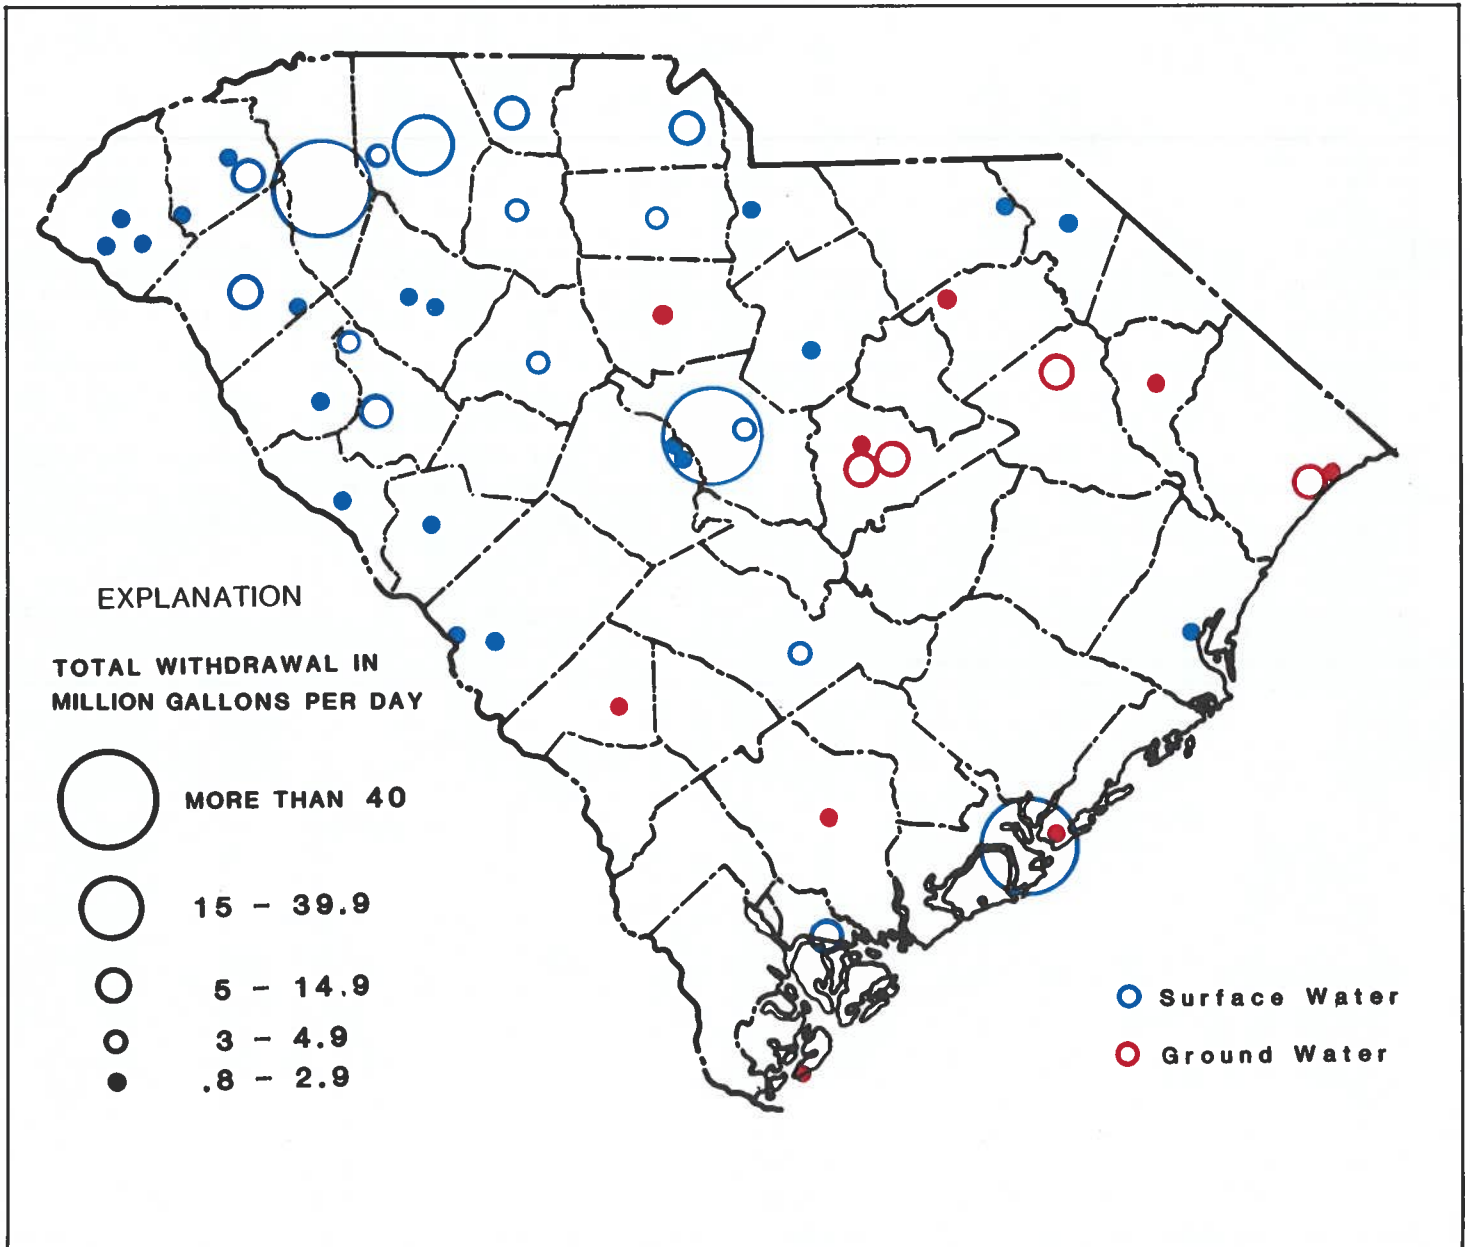 EXPLANATION
TOTAL WITHDRAWAL IN
MILLION GALLONS PER DAY
MORE THAN 40
15 - 39.9
5 - 14.9
3 - 4.9
.8 - 2.9
Surface Water
Ground Water